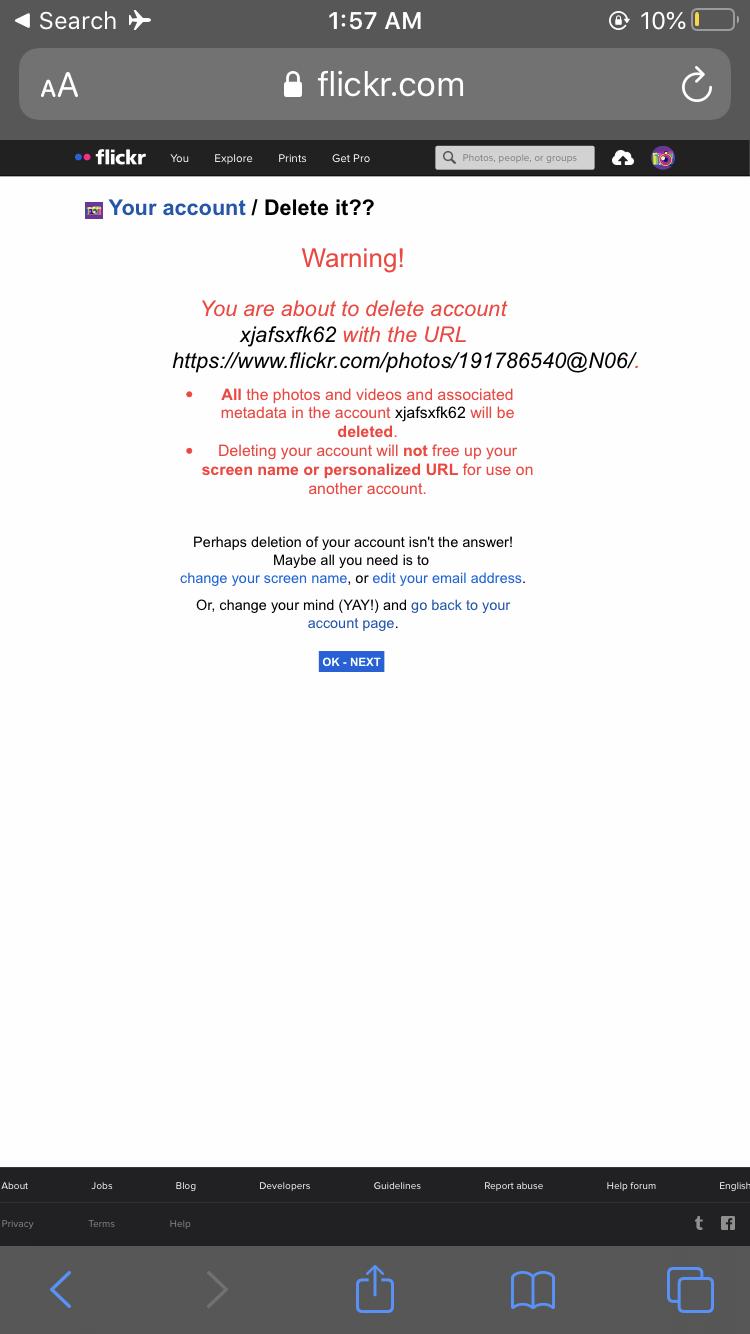 Search
1:57 AM
10%
AA
flickr.com
flickr You Explore Prints Get Pro Photos, people, or groups
Your account / Delete it??
Warning!
You are about to delete account
xjafsxfk62 with the URL
https://www.flickr.com/photos/191786540@N06/.
• All the photos and videos and associated
metadata in the account xjafsxfk62 will be
deleted.
• Deleting your account will not free up your
screen name or personalized URL for use on
another account.
Perhaps deletion of your account isn't the answer!
Maybe all you need is to
change your screen name, or edit your email address.
Or, change your mind (YAY!) and go back to your
account page.
OK - NEXT
About Jobs Blog Developers Guidelines Report abuse Help forum English
Privacy Terms Help